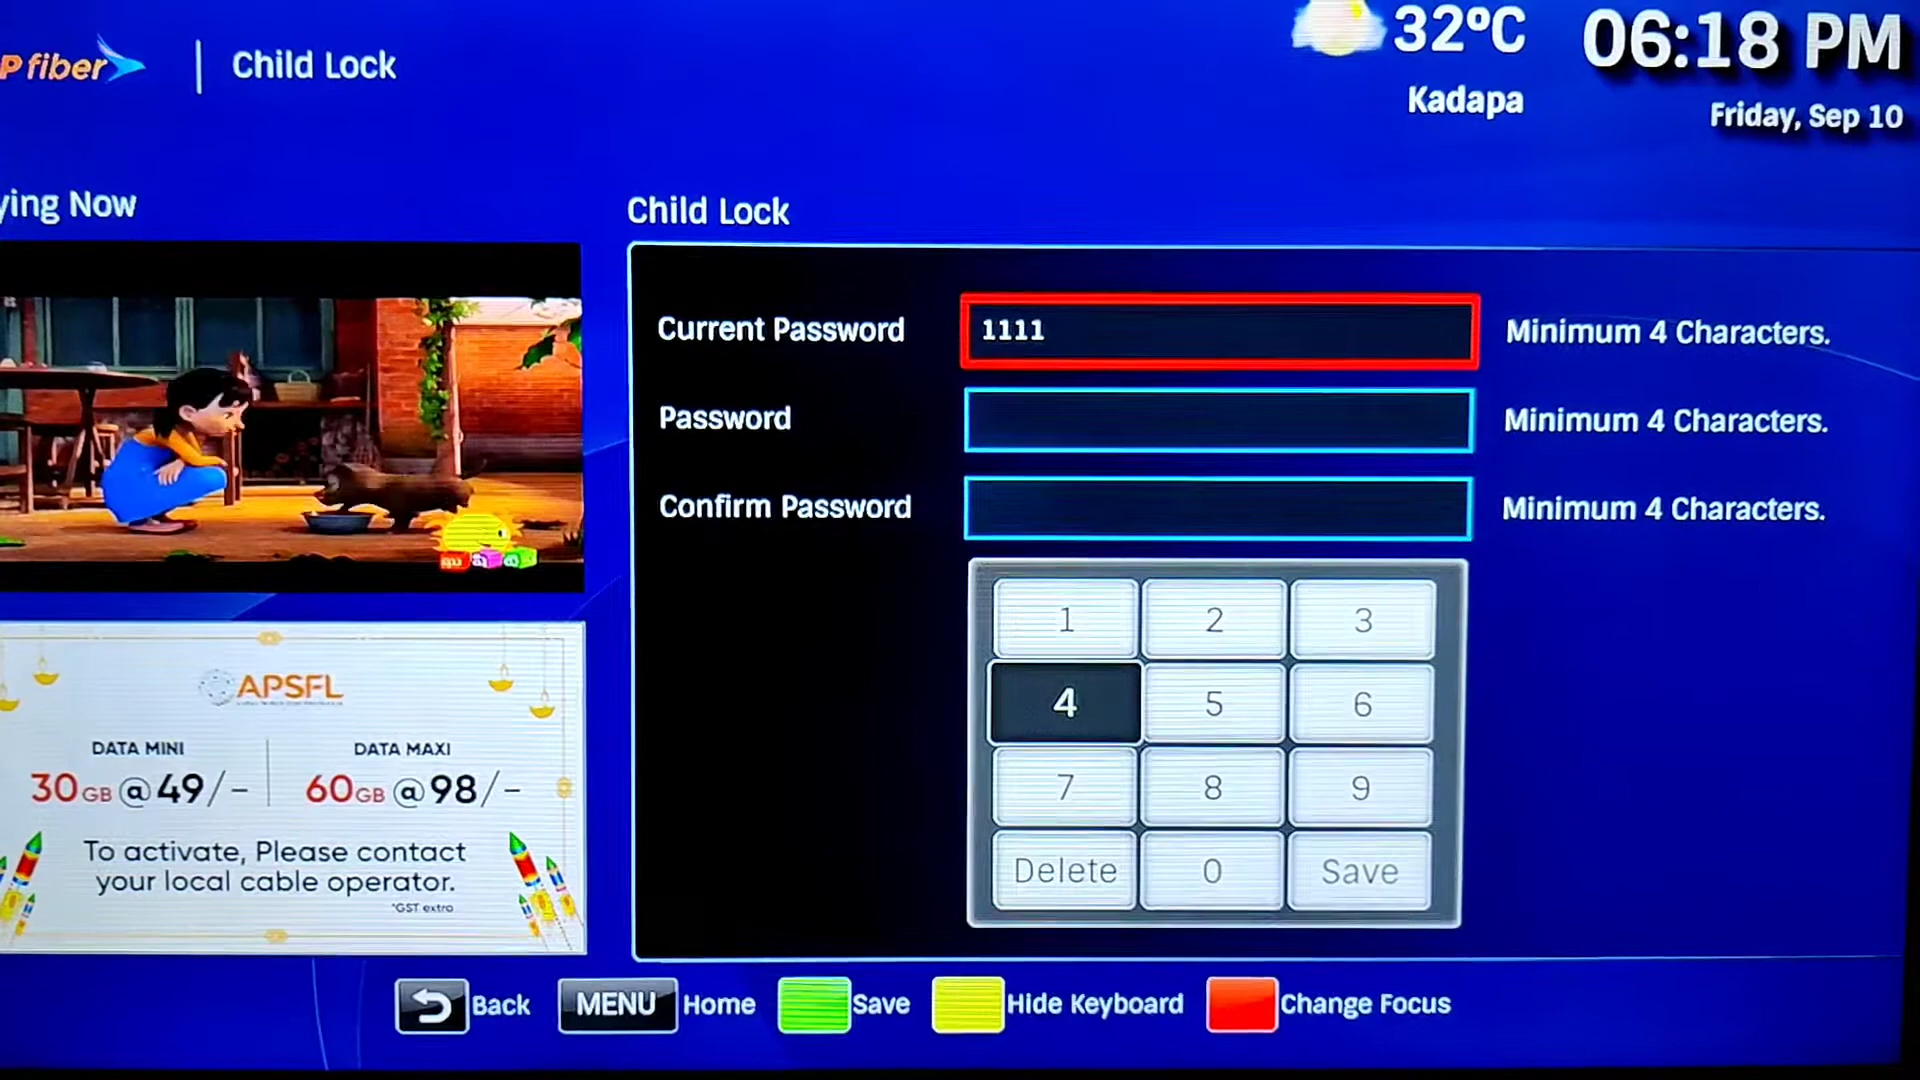 P fiber
Child Lock
32°C
Kadapa
06:18 PM
Friday, Sep 10
ying Now
Child Lock
Current Password
1111
Minimum 4 Characters.
Password
Minimum 4 Characters.
Confirm Password
Minimum 4 Characters.
1 2 3
4 5 6
7 8 9
Delete 0 Save
APSFL
DATA MINI
30GB @ 49/-
DATA MAXI
60GB @ 98/-
To activate, Please contact
your local cable operator.
*GST extra
Back
MENU Home
Save
Hide Keyboard
Change Focus